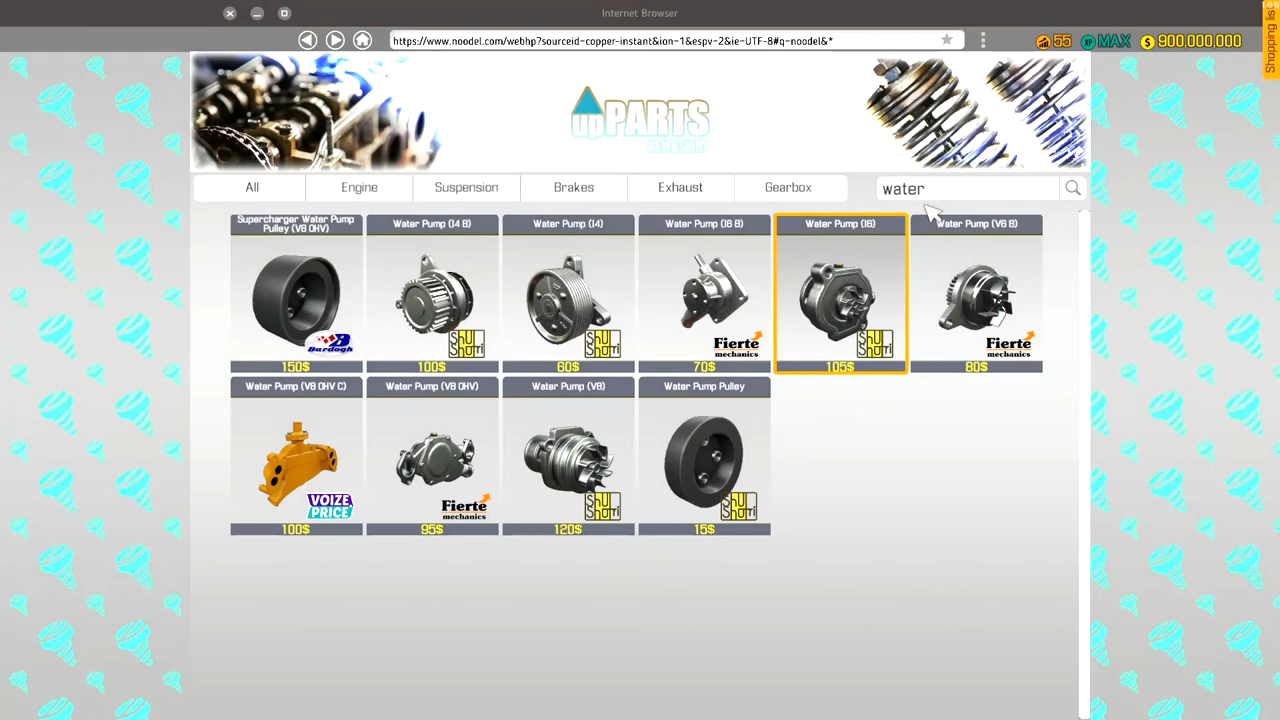 Internet Browser
https://www.noodel.com/webhp?sourceid-copper-instant&ion-1&espv-2&ie-UTF-8#q-noodel&*
55
XP
MAX
$
900,000,000
Shopping list
upPARTS
NEW&SHINY
All
Engine
Suspension
Brakes
Exhaust
Gearbox
water
Supercharger Water Pump
Pulley (V8 OHV)
Bardogh
150$
Water Pump (I4 B)
100$
Water Pump (I4)
60$
Water Pump (I6 B)
Fierte
mechanics
70$
Water Pump (I6)
105$
Water Pump (V6 B)
Fierte
mechanics
80$
Water Pump (V8 OHV C)
VOIZE
PRICE
100$
Water Pump (V8 OHV)
Fierte
mechanics
95$
Water Pump (V8)
120$
Water Pump Pulley
15$